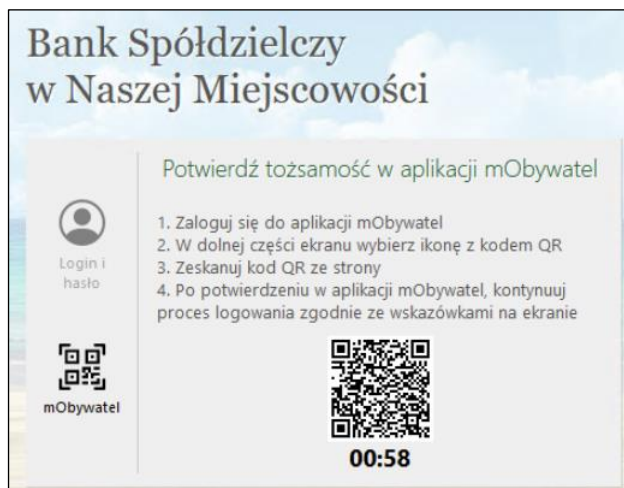 Bank Spółdzielczy
w Naszej Miejscowości
Potwierdź tożsamość w aplikacji mObywatel
1. Zaloguj się do aplikacji mObywatel
2. W dolnej części ekranu wybierz ikonę z kodem QR
3. Zeskanuj kod QR ze strony
4. Po potwierdzeniu w aplikacji mObywatel, kontynuuj
proces logowania zgodnie ze wskazówkami na ekranie
Login i
hasło
mObywatel
00:58